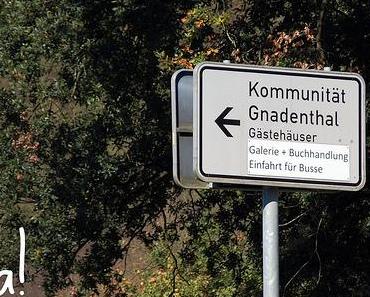 Kommunität
Gnadenthal
Gästehäuser
Galerie + Buchhandlung
Einfahrt für Busse
a!